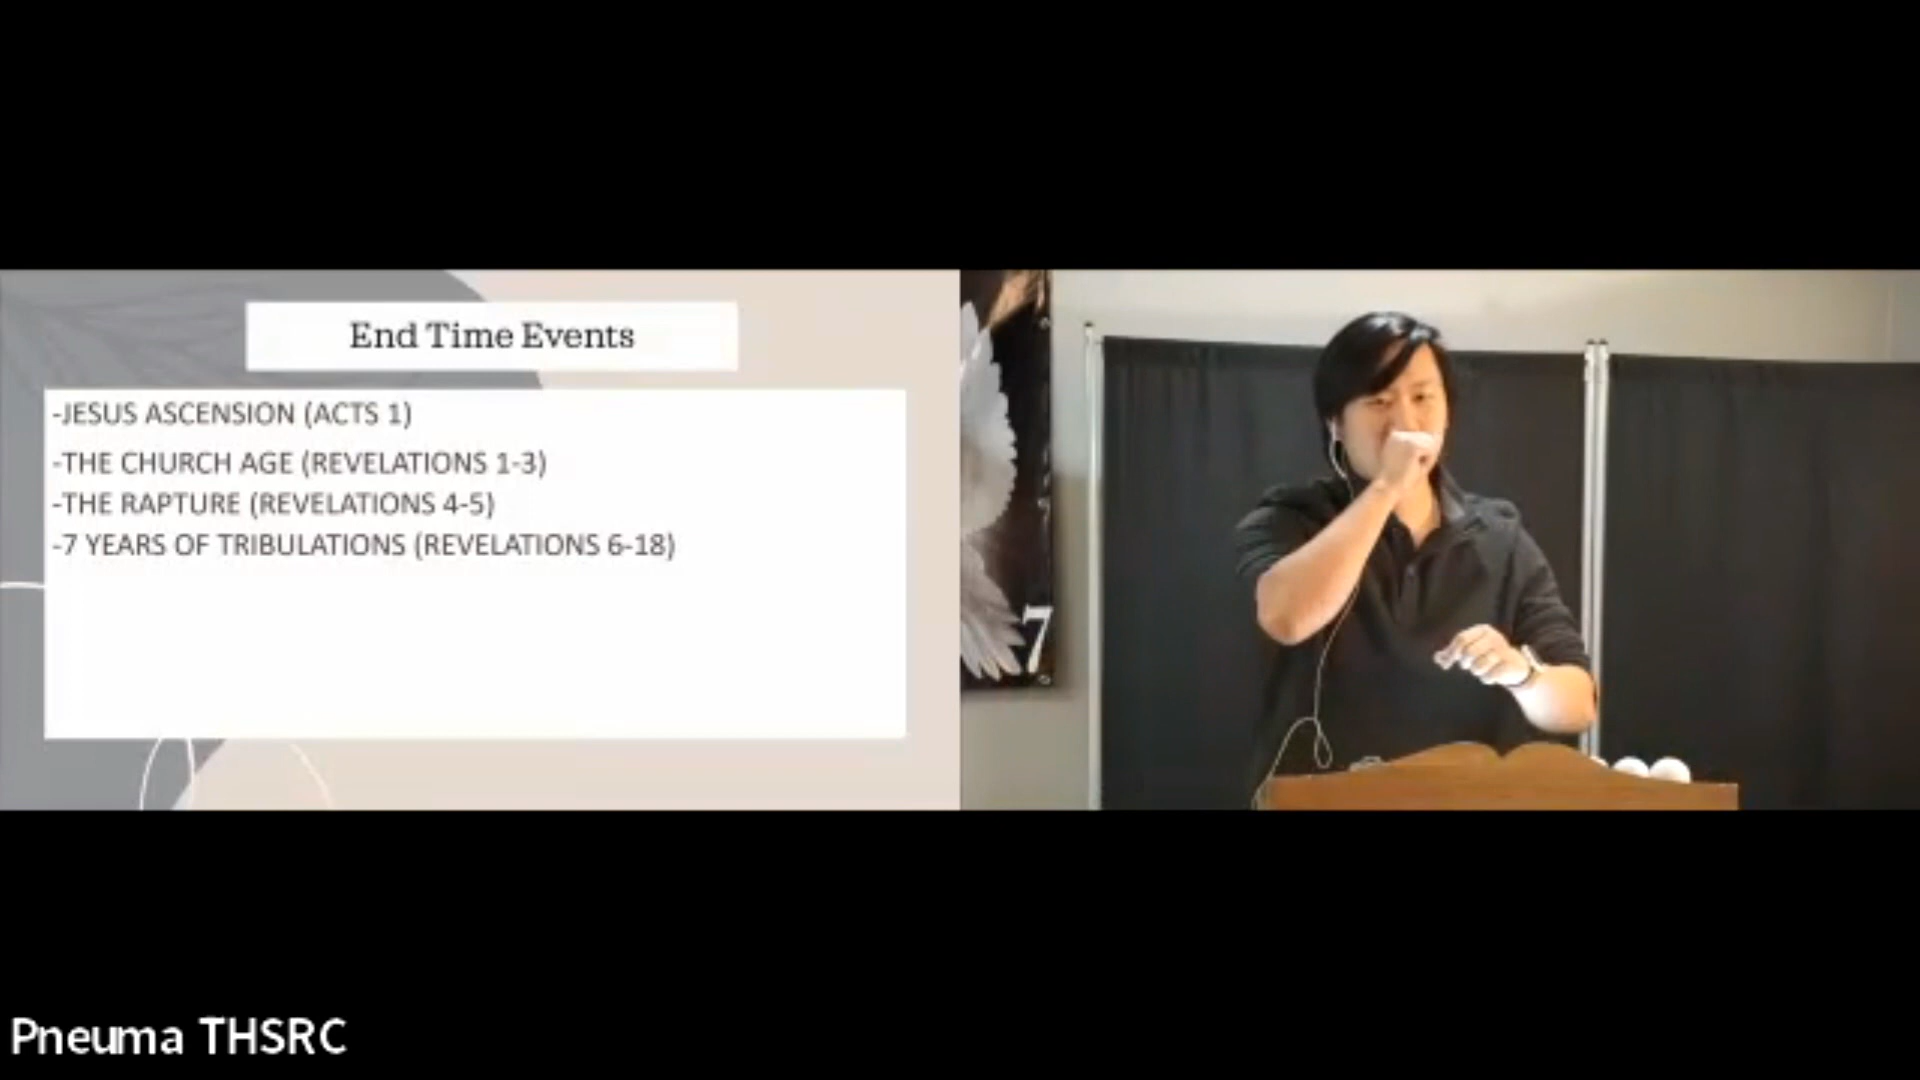 End Time Events
-JESUS ASCENSION (ACTS 1)
-THE CHURCH AGE (REVELATIONS 1-3)
-THE RAPTURE (REVELATIONS 4-5)
-7 YEARS OF TRIBULATIONS (REVELATIONS 6-18)
7
Pneuma THSRC